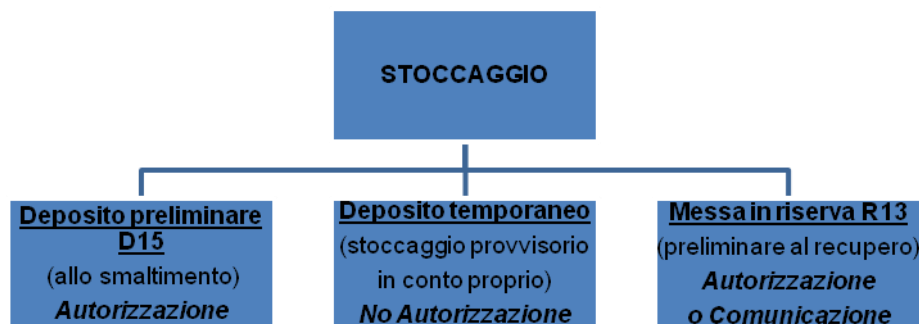 STOCCAGGIO
Deposito preliminare
D15
(allo smaltimento)
Autorizzazione
Deposito temporaneo
(stoccaggio provvisorio
in conto proprio)
No Autorizzazione
Messa in riserva R13
(preliminare al recupero)
Autorizzazione
o Comunicazione